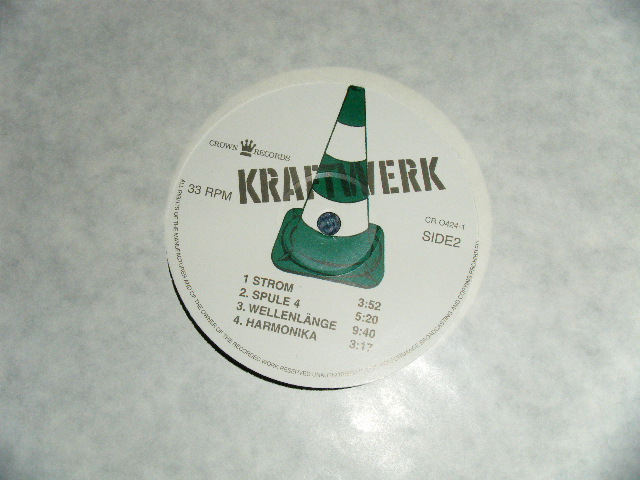 CROWN RECORDS
KRAFTWERK
33 RPM
CR 0424-1
SIDE2
1 STROM 3:52
2. SPULE 4 5:20
3. WELLENLÄNGE 9:40
4. HARMONIKA 3:17
ALL RIGHTS OF THE MANUFACTURER AND OF THE OWNER OF THE RECORDED WORK RESERVED